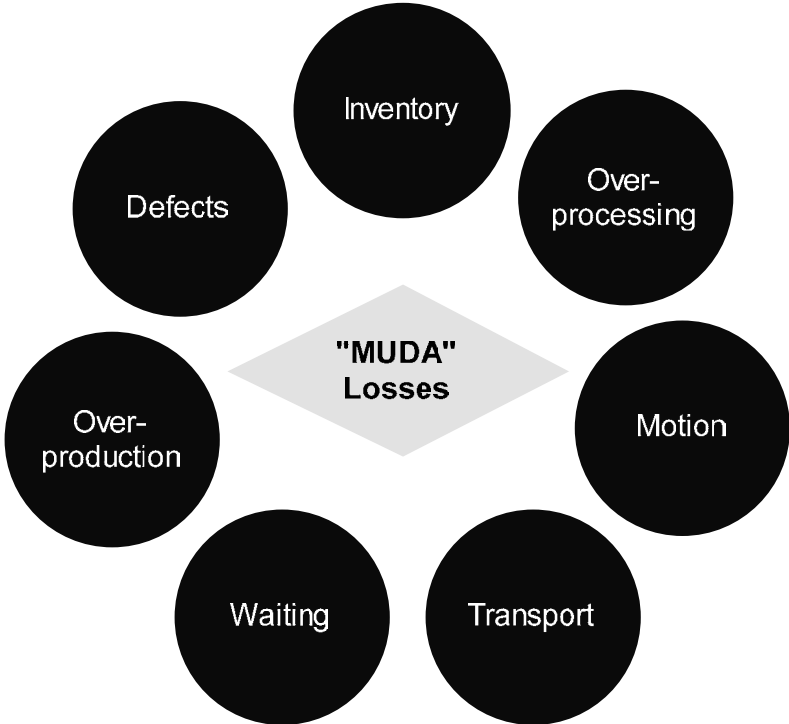 Inventory
Over-
processing
Defects
"MUDA"
Losses
Over-
production
Motion
Waiting
Transport